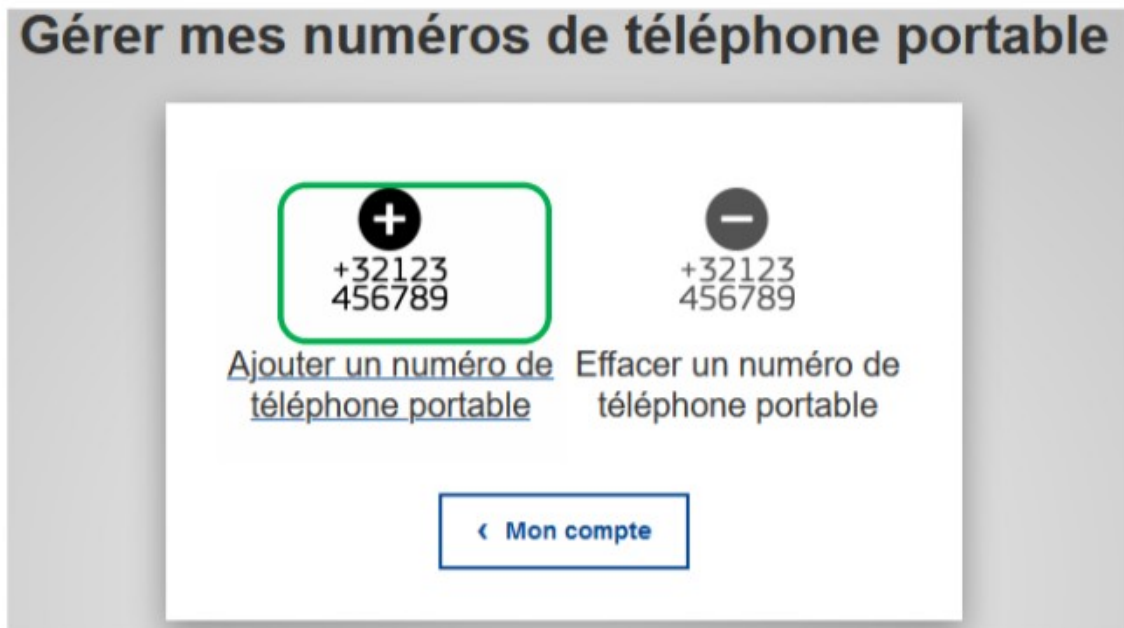 Gérer mes numéros de téléphone portable
+32123
456789
Ajouter un numéro de
téléphone portable
+32123
456789
Effacer un numéro de
téléphone portable
‹ Mon compte